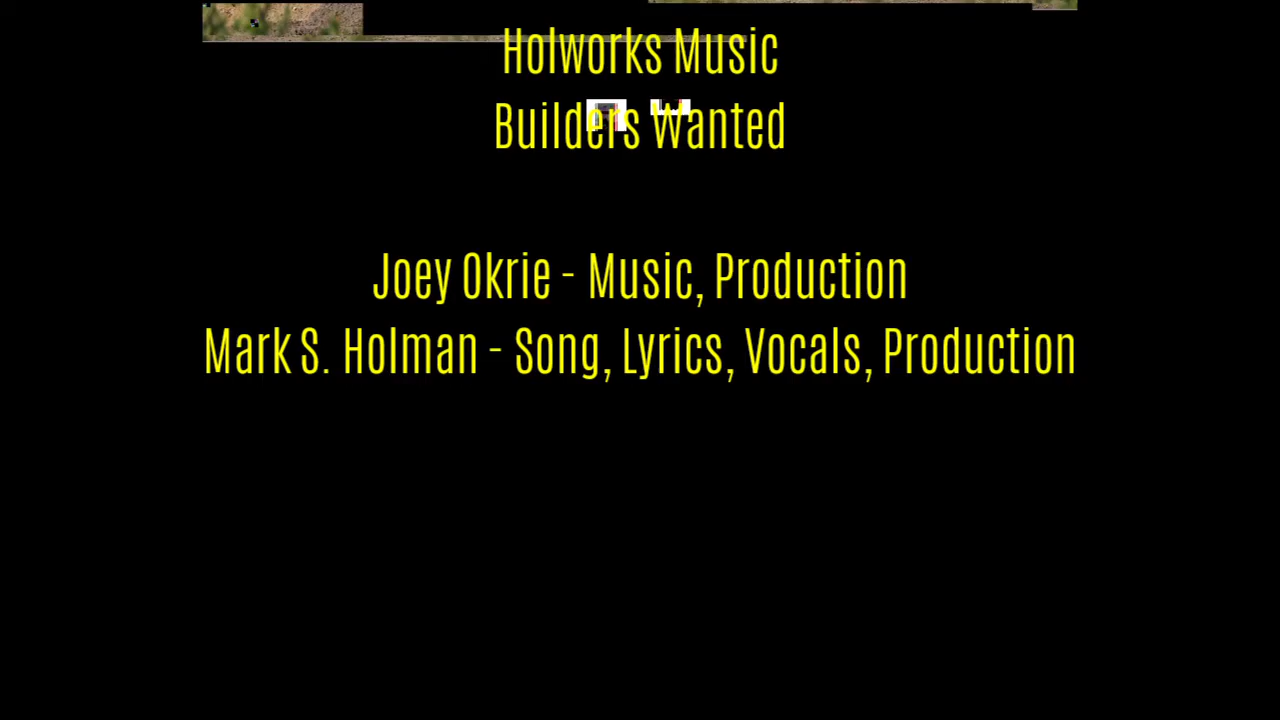 Holworks Music
Builders Wanted
Joey Okrie - Music, Production
Mark S. Holman - Song, Lyrics, Vocals, Production